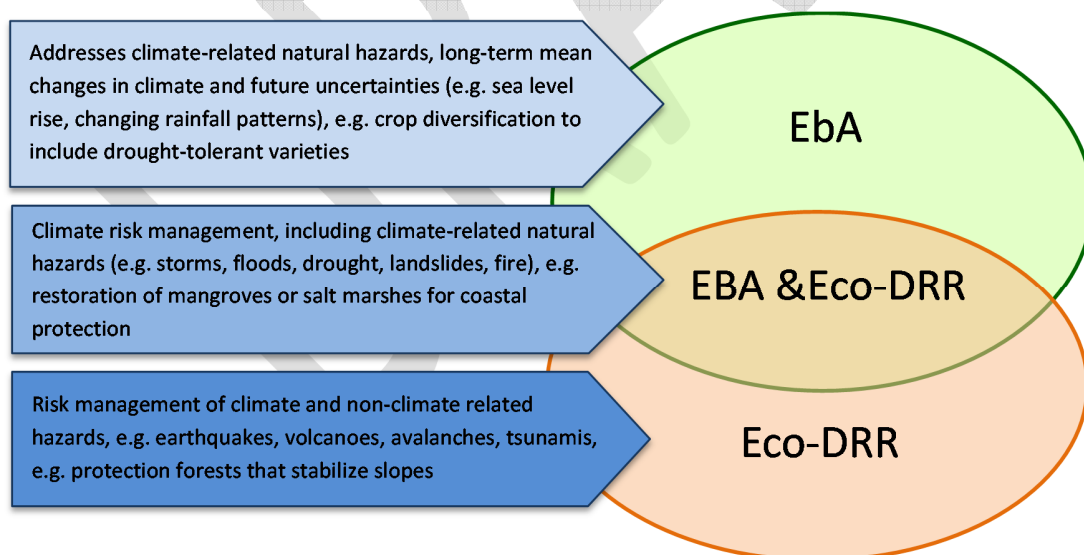 Addresses climate-related natural hazards, long-term mean
changes in climate and future uncertainties (e.g. sea level
rise, changing rainfall patterns), e.g. crop diversification to
include drought-tolerant varieties
EbA
Climate risk management, including climate-related natural
hazards (e.g. storms, floods, drought, landslides, fire), e.g.
restoration of mangroves or salt marshes for coastal
protection
EBA &Eco-DRR
Risk management of climate and non-climate related
hazards, e.g. earthquakes, volcanoes, avalanches, tsunamis,
e.g. protection forests that stabilize slopes
Eco-DRR